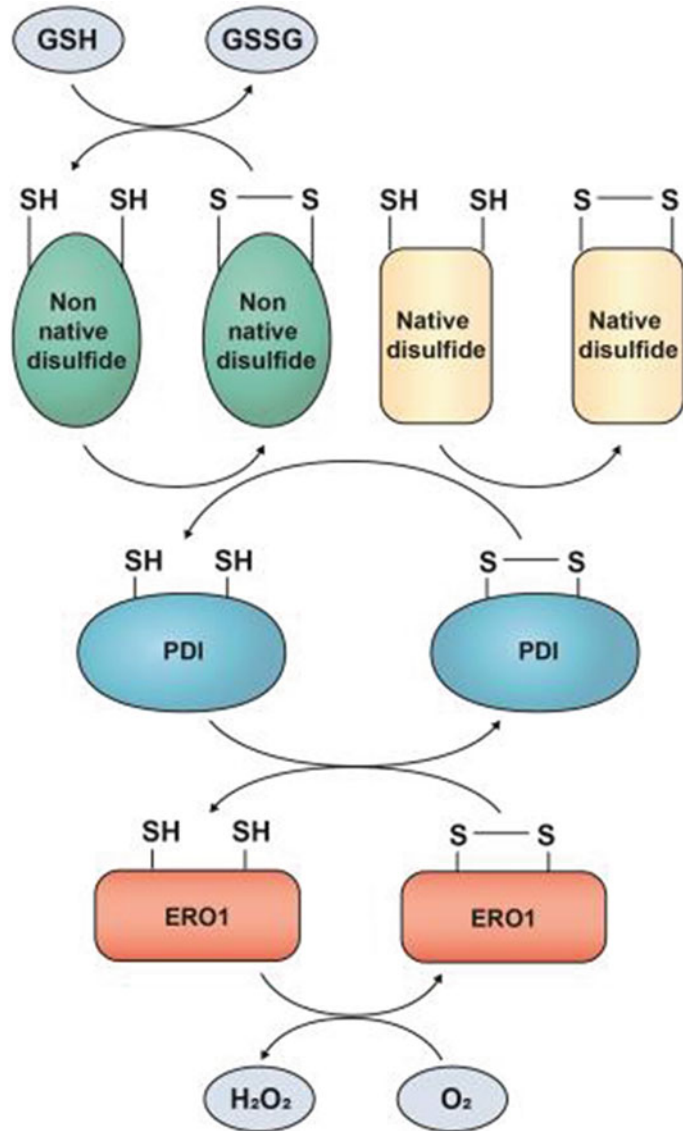 GSH GSSG
SH SH S S SH SH S S
Non native disulfide
Non native disulfide
Native disulfide
Native disulfide
SH SH S S
PDI PDI
SH SH S S
ERO1 ERO1
H₂O₂ O₂